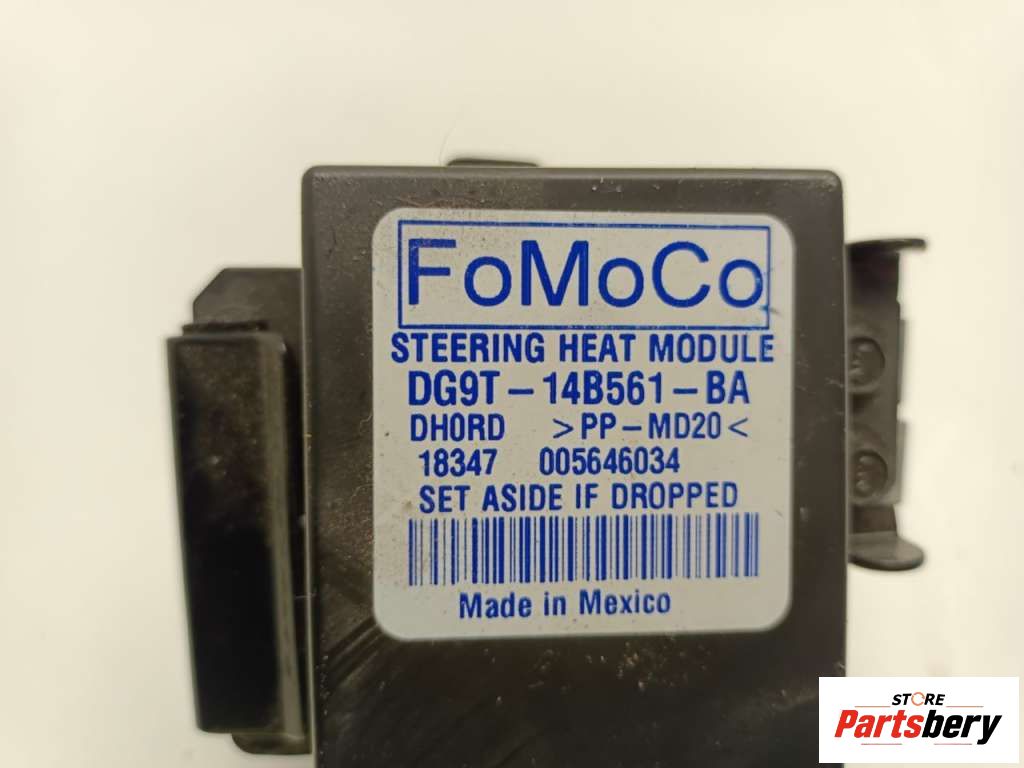 FoMoCo
STEERING HEAT MODULE
DG9T-14B561-BA
DH0RD >PP-MD20<
18347 005646034
SET ASIDE IF DROPPED
Made in Mexico
STORE
Partsbery